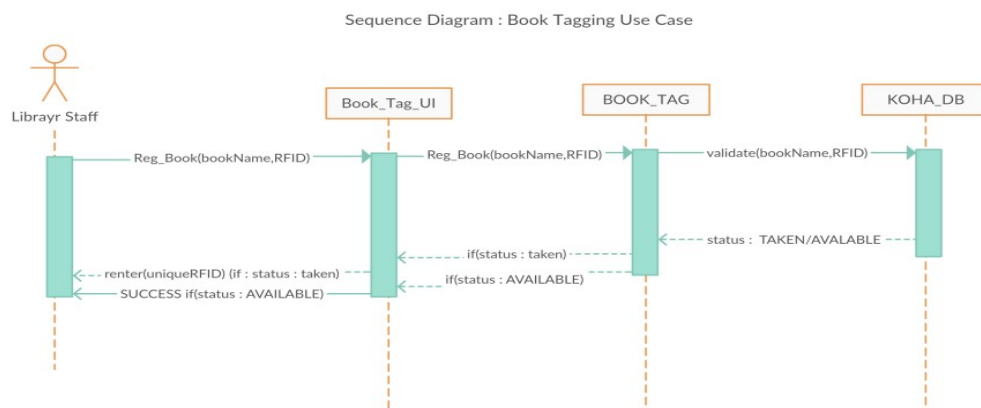 Sequence Diagram : Book Tagging Use Case
Librayr Staff
Book_Tag_UI
BOOK_TAG
KOHA_DB
Reg_Book(bookName,RFID)
Reg_Book(bookName,RFID)
validate(bookName,RFID)
status : TAKEN/AVALABLE
if(status : taken)
renter(uniqueRFID) (if : status : taken)
if(status : AVAILABLE)
SUCCESS if(status : AVAILABLE)